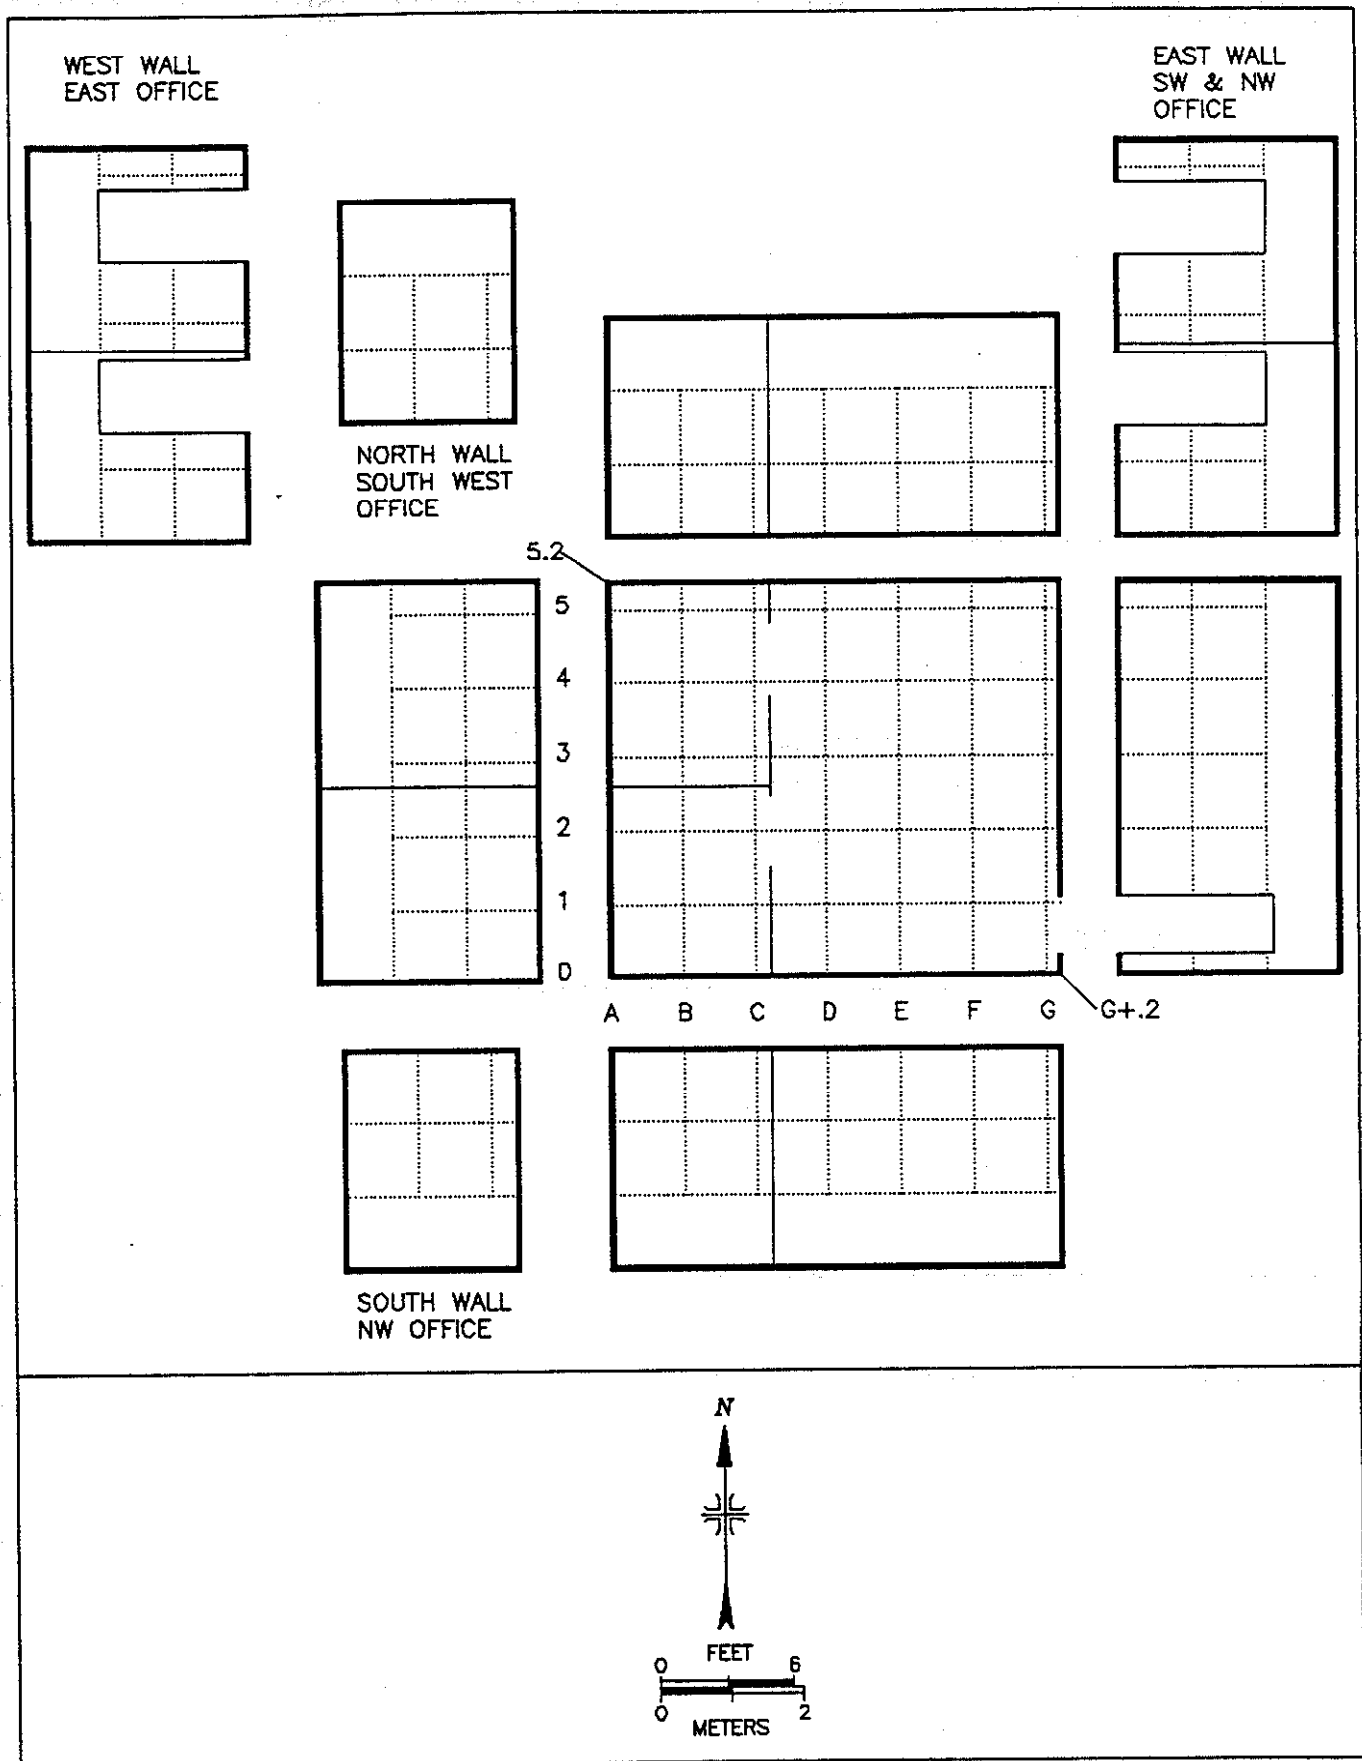 WEST WALL
EAST OFFICE
EAST WALL
SW & NW
OFFICE
NORTH WALL
SOUTH WEST
OFFICE
5.2
5
4
3
2
1
0
A B C D E F G G+.2
SOUTH WALL
NW OFFICE
N
FEET
0 6
0 2
METERS